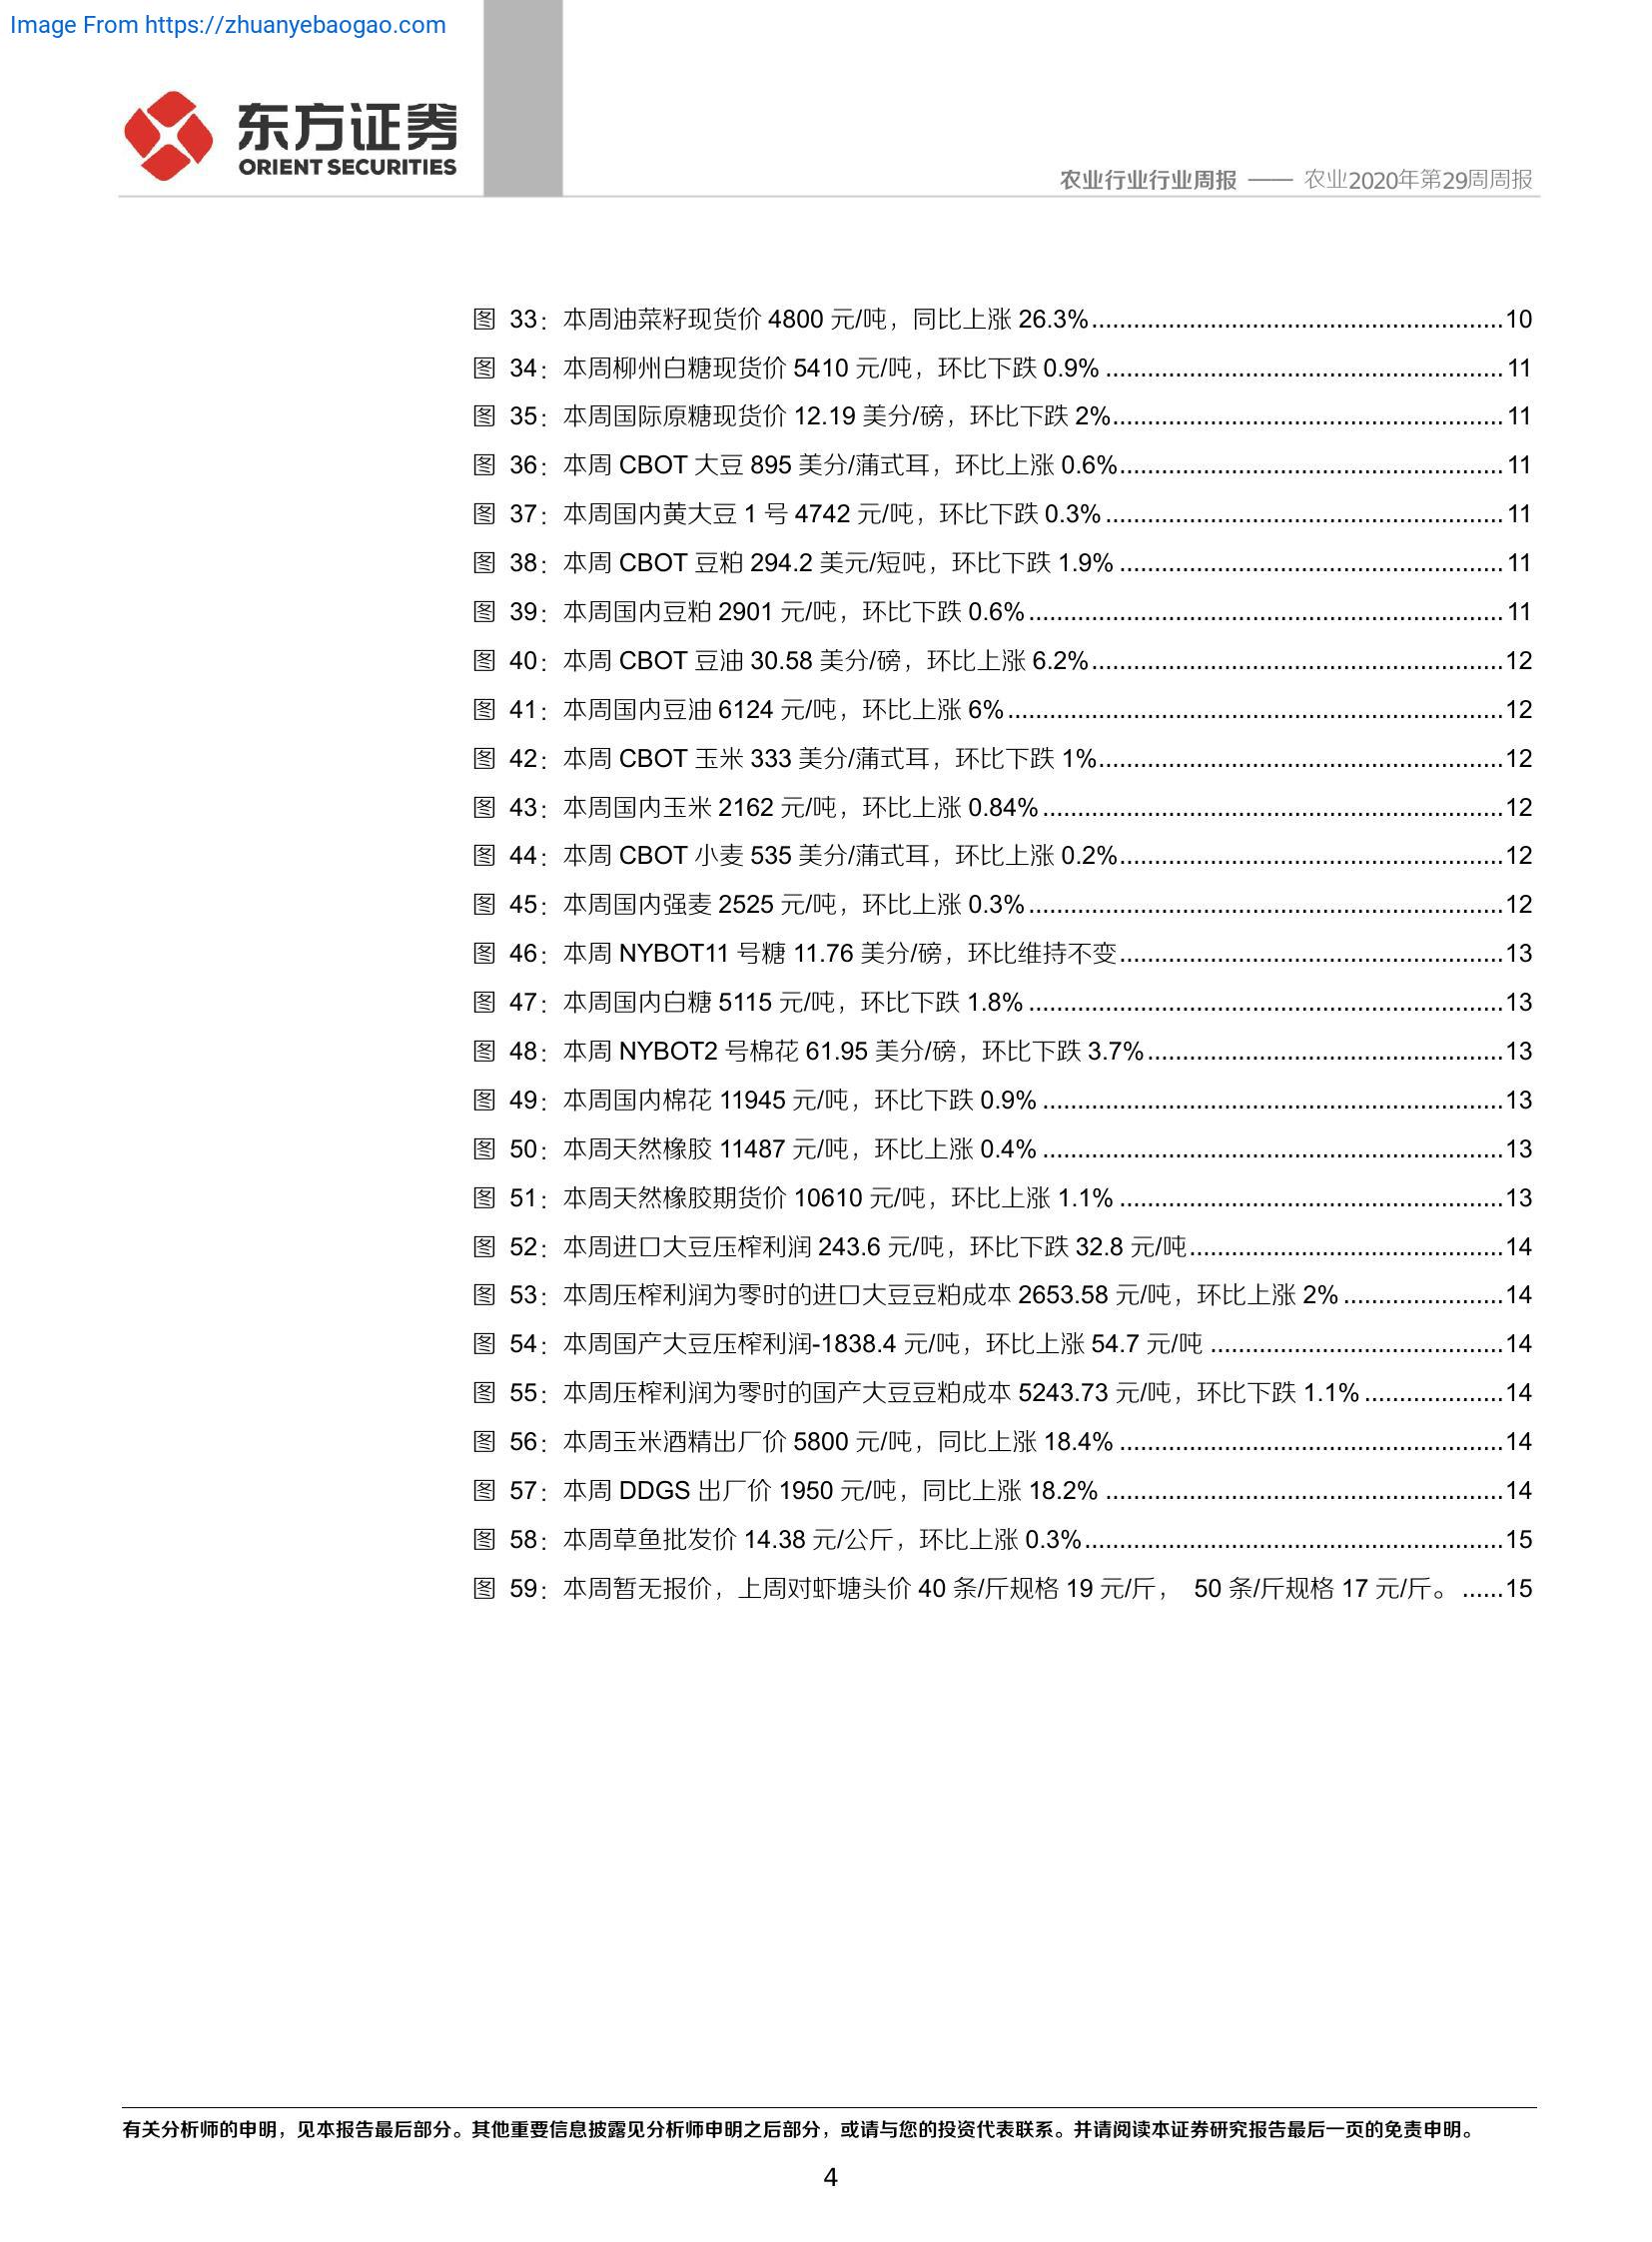 Image From https://zhuanyebaogao.com
东方证券
ORIENT SECURITIES
农业行业行业周报 —— 农业2020年第29周周报
图 33：本周油菜籽现货价 4800 元/吨，同比上涨 26.3%...........................................................10
图 34：本周柳州白糖现货价 5410 元/吨，环比下跌 0.9% .........................................................11
图 35：本周国际原糖现货价 12.19 美分/磅，环比下跌 2%........................................................11
图 36：本周 CBOT 大豆 895 美分/蒲式耳，环比上涨 0.6%.......................................................11
图 37：本周国内黄大豆 1 号 4742 元/吨，环比下跌 0.3% .........................................................11
图 38：本周 CBOT 豆粕 294.2 美元/短吨，环比下跌 1.9% .......................................................11
图 39：本周国内豆粕 2901 元/吨，环比下跌 0.6%....................................................................11
图 40：本周 CBOT 豆油 30.58 美分/磅，环比上涨 6.2%...........................................................12
图 41：本周国内豆油 6124 元/吨，环比上涨 6%.......................................................................12
图 42：本周 CBOT 玉米 333 美分/蒲式耳，环比下跌 1%..........................................................12
图 43：本周国内玉米 2162 元/吨，环比上涨 0.84%..................................................................12
图 44：本周 CBOT 小麦 535 美分/蒲式耳，环比上涨 0.2%.......................................................12
图 45：本周国内强麦 2525 元/吨，环比上涨 0.3%....................................................................12
图 46：本周 NYBOT11 号糖 11.76 美分/磅，环比维持不变.......................................................13
图 47：本周国内白糖 5115 元/吨，环比下跌 1.8% ....................................................................13
图 48：本周 NYBOT2 号棉花 61.95 美分/磅，环比下跌 3.7%...................................................13
图 49：本周国内棉花 11945 元/吨，环比下跌 0.9% ..................................................................13
图 50：本周天然橡胶 11487 元/吨，环比上涨 0.4% ..................................................................13
图 51：本周天然橡胶期货价 10610 元/吨，环比上涨 1.1% .......................................................13
图 52：本周进口大豆压榨利润 243.6 元/吨，环比下跌 32.8 元/吨.............................................14
图 53：本周压榨利润为零时的进口大豆豆粕成本 2653.58 元/吨，环比上涨 2% .......................14
图 54：本周国产大豆压榨利润-1838.4 元/吨，环比上涨 54.7 元/吨 ..........................................14
图 55：本周压榨利润为零时的国产大豆豆粕成本 5243.73 元/吨，环比下跌 1.1% ....................14
图 56：本周玉米酒精出厂价 5800 元/吨，同比上涨 18.4% .......................................................14
图 57：本周 DDGS 出厂价 1950 元/吨，同比上涨 18.2% .........................................................14
图 58：本周草鱼批发价 14.38 元/公斤，环比上涨 0.3%............................................................15
图 59：本周暂无报价，上周对虾塘头价 40 条/斤规格 19 元/斤， 50 条/斤规格 17 元/斤。......15
有关分析师的申明，见本报告最后部分。其他重要信息披露见分析师申明之后部分，或请与您的投资代表联系。并请阅读本证券研究报告最后一页的免责申明。
4